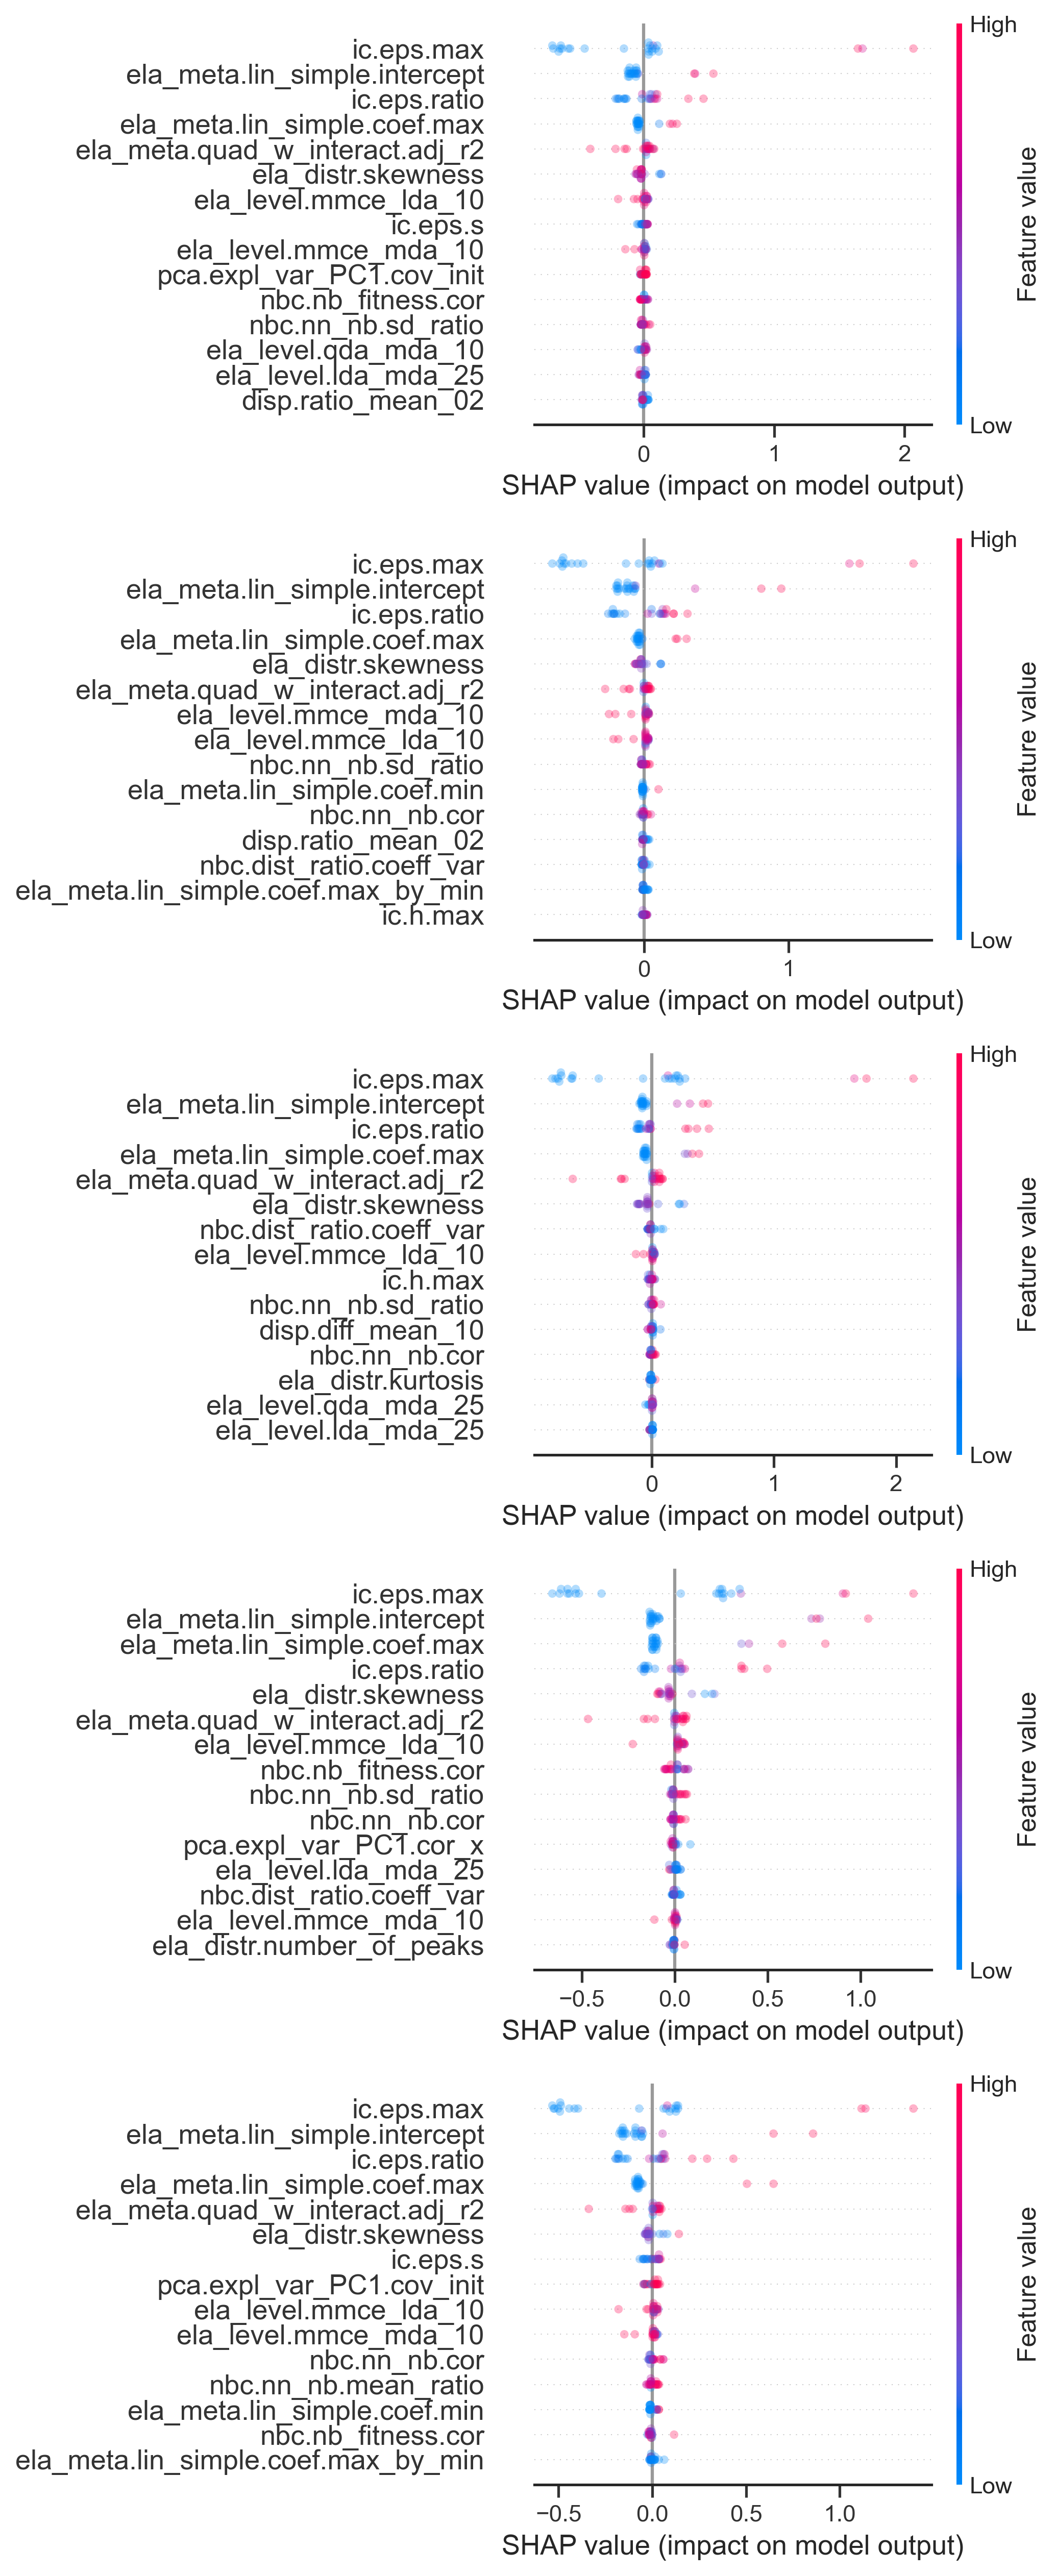 High
ic.eps.max
ela_meta.lin_simple.intercept
ic.eps.ratio
ela_meta.lin_simple.coef.max
ela_meta.quad_w_interact.adj_r2
ela_distr.skewness
ela_level.mmce_lda_10
ic.eps.s
ela_level.mmce_mda_10
pca.expl_var_PC1.cov_init
nbc.nb_fitness.cor
nbc.nn_nb.sd_ratio
ela_level.qda_mda_10
ela_level.lda_mda_25
disp.ratio_mean_02
Feature value
Low
0 1 2
SHAP value (impact on model output)
High
ic.eps.max
ela_meta.lin_simple.intercept
ic.eps.ratio
ela_meta.lin_simple.coef.max
ela_distr.skewness
ela_meta.quad_w_interact.adj_r2
ela_level.mmce_mda_10
ela_level.mmce_lda_10
nbc.nn_nb.sd_ratio
ela_meta.lin_simple.coef.min
nbc.nn_nb.cor
disp.ratio_mean_02
nbc.dist_ratio.coeff_var
ela_meta.lin_simple.coef.max_by_min
ic.h.max
Feature value
Low
0 1
SHAP value (impact on model output)
High
ic.eps.max
ela_meta.lin_simple.intercept
ic.eps.ratio
ela_meta.lin_simple.coef.max
ela_meta.quad_w_interact.adj_r2
ela_distr.skewness
nbc.dist_ratio.coeff_var
ela_level.mmce_lda_10
ic.h.max
nbc.nn_nb.sd_ratio
disp.diff_mean_10
nbc.nn_nb.cor
ela_distr.kurtosis
ela_level.qda_mda_25
ela_level.lda_mda_25
Feature value
Low
0 1 2
SHAP value (impact on model output)
High
ic.eps.max
ela_meta.lin_simple.intercept
ela_meta.lin_simple.coef.max
ic.eps.ratio
ela_distr.skewness
ela_meta.quad_w_interact.adj_r2
ela_level.mmce_lda_10
nbc.nb_fitness.cor
nbc.nn_nb.sd_ratio
nbc.nn_nb.cor
pca.expl_var_PC1.cor_x
ela_level.lda_mda_25
nbc.dist_ratio.coeff_var
ela_level.mmce_mda_10
ela_distr.number_of_peaks
Feature value
Low
−0.5 0.0 0.5 1.0
SHAP value (impact on model output)
High
ic.eps.max
ela_meta.lin_simple.intercept
ic.eps.ratio
ela_meta.lin_simple.coef.max
ela_meta.quad_w_interact.adj_r2
ela_distr.skewness
ic.eps.s
pca.expl_var_PC1.cov_init
ela_level.mmce_lda_10
ela_level.mmce_mda_10
nbc.nn_nb.cor
nbc.nn_nb.mean_ratio
ela_meta.lin_simple.coef.min
nbc.nb_fitness.cor
ela_meta.lin_simple.coef.max_by_min
Feature value
Low
−0.5 0.0 0.5 1.0
SHAP value (impact on model output)